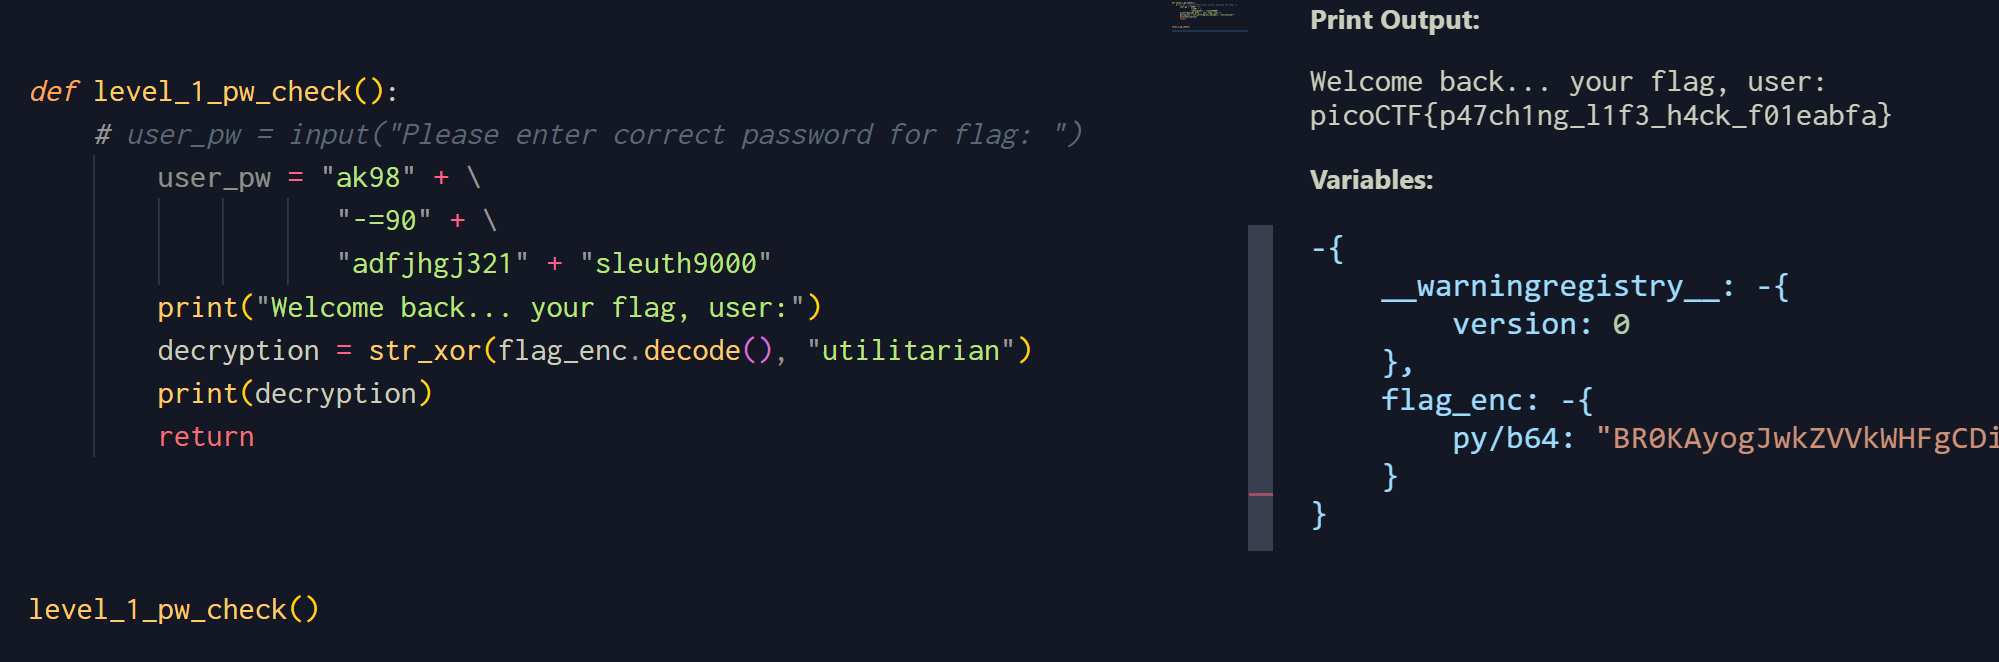 def level_1_pw_check():
# user_pw = input("Please enter correct password for flag: ")
user_pw = "ak98" + \
"-=90" + \
"adfjhgj321" + "sleuth9000"
print("Welcome back... your flag, user:")
decryption = str_xor(flag_enc.decode(), "utilitarian")
print(decryption)
return
level_1_pw_check()
Print Output:
Welcome back... your flag, user:
picoCTF{p47ch1ng_l1f3_h4ck_f01eabfa}
Variables:
-{
__warningregistry__: -{
version: 0
},
flag_enc: -{
py/b64: "BR0KAyogJwkZVVkWHFgCDi
}
}